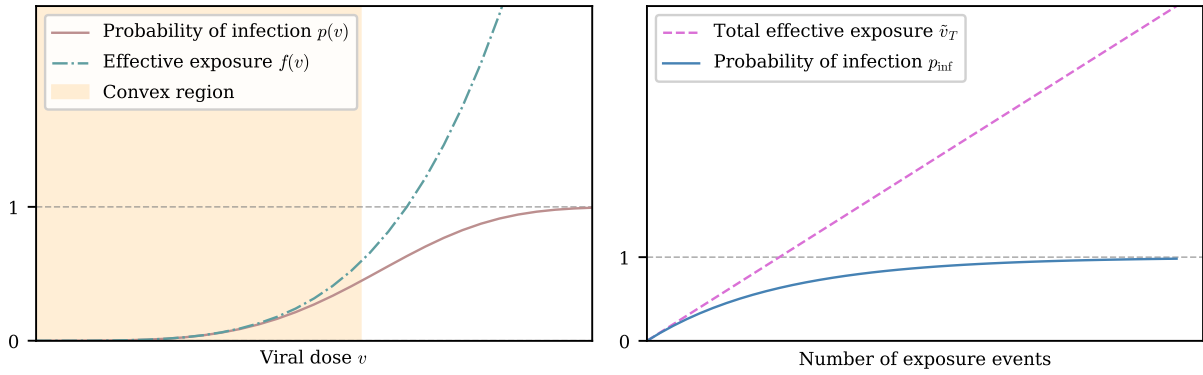 Probability of infection p(v)
Effective exposure f(v)
Convex region
1
0
Viral dose v
Total effective exposure ṽ_T
Probability of infection p_inf
1
1
Number of exposure events